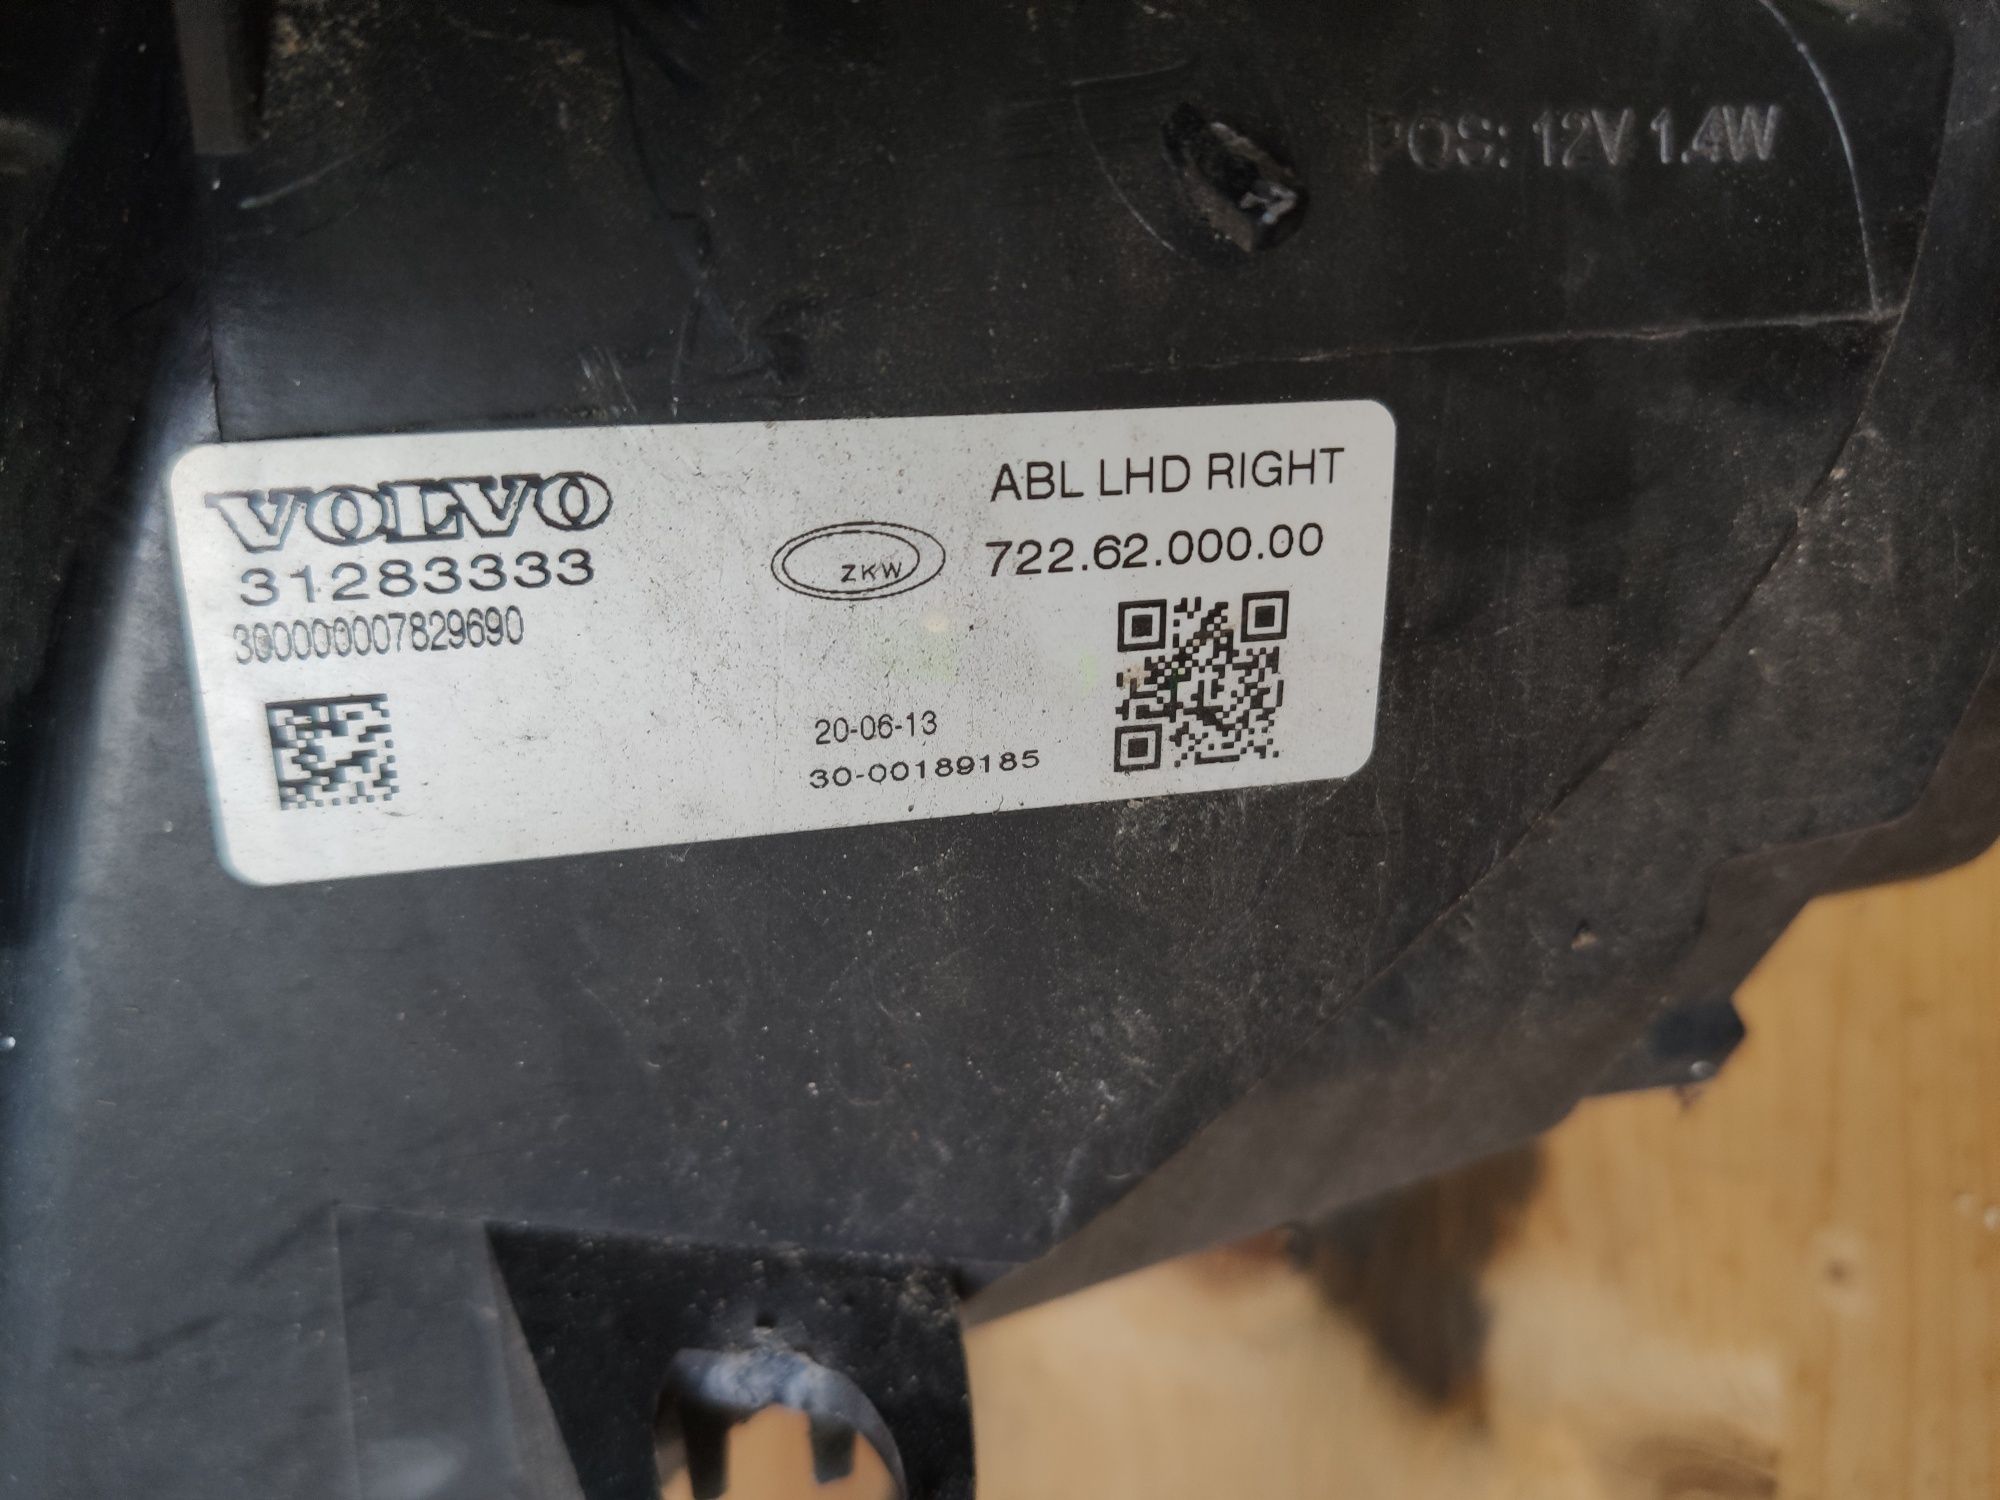 POS: 12V 1.4W
VOLVO
31283333
300000007829690
ZKW
ABL LHD RIGHT
722.62.000.00
20-06-13
30-00189185